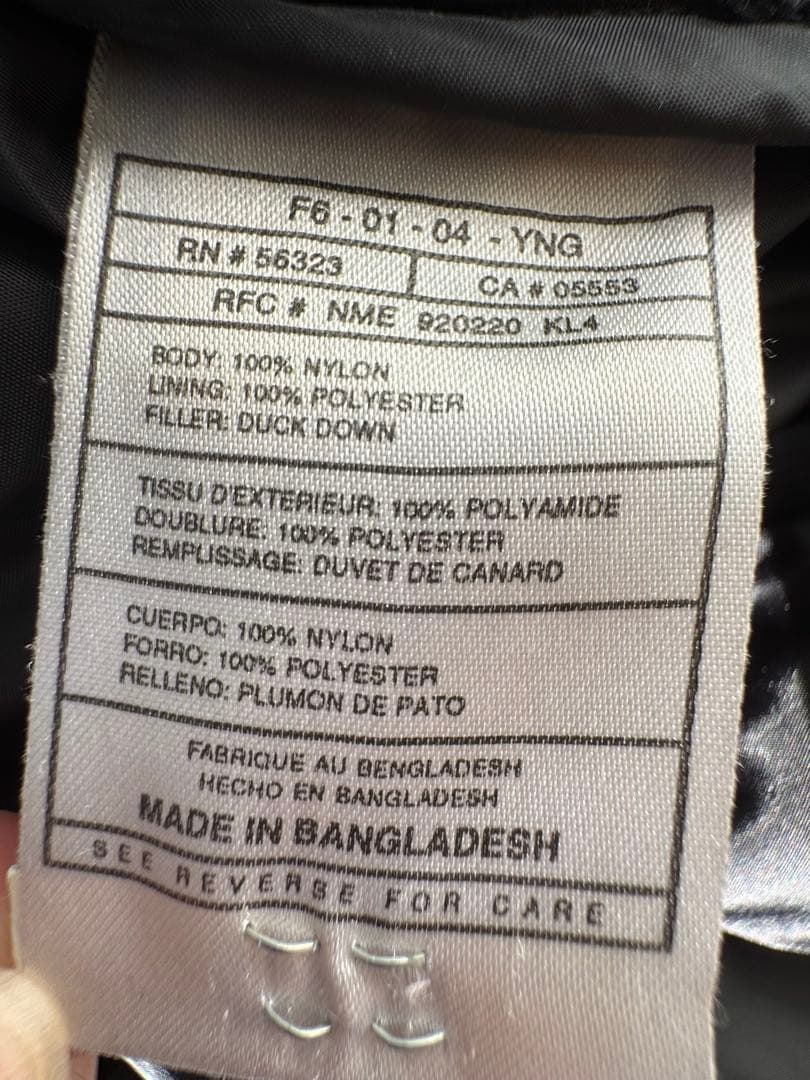 F6 - 01 - 04 - YNG
RN # 56323
CA # 05553
RFC # NME 920220 KL4
BODY: 100% NYLON
LINING: 100% POLYESTER
FILLER: DUCK DOWN
TISSU D'EXTERIEUR: 100% POLYAMIDE
DOUBLURE: 100% POLYESTER
REMPLISSAGE: DUVET DE CANARD
CUERPO: 100% NYLON
FORRO: 100% POLYESTER
RELLENO: PLUMON DE PATO
FABRIQUE AU BENGLADESH
HECHO EN BANGLADESH
MADE IN BANGLADESH
SEE REVERSE FOR CARE